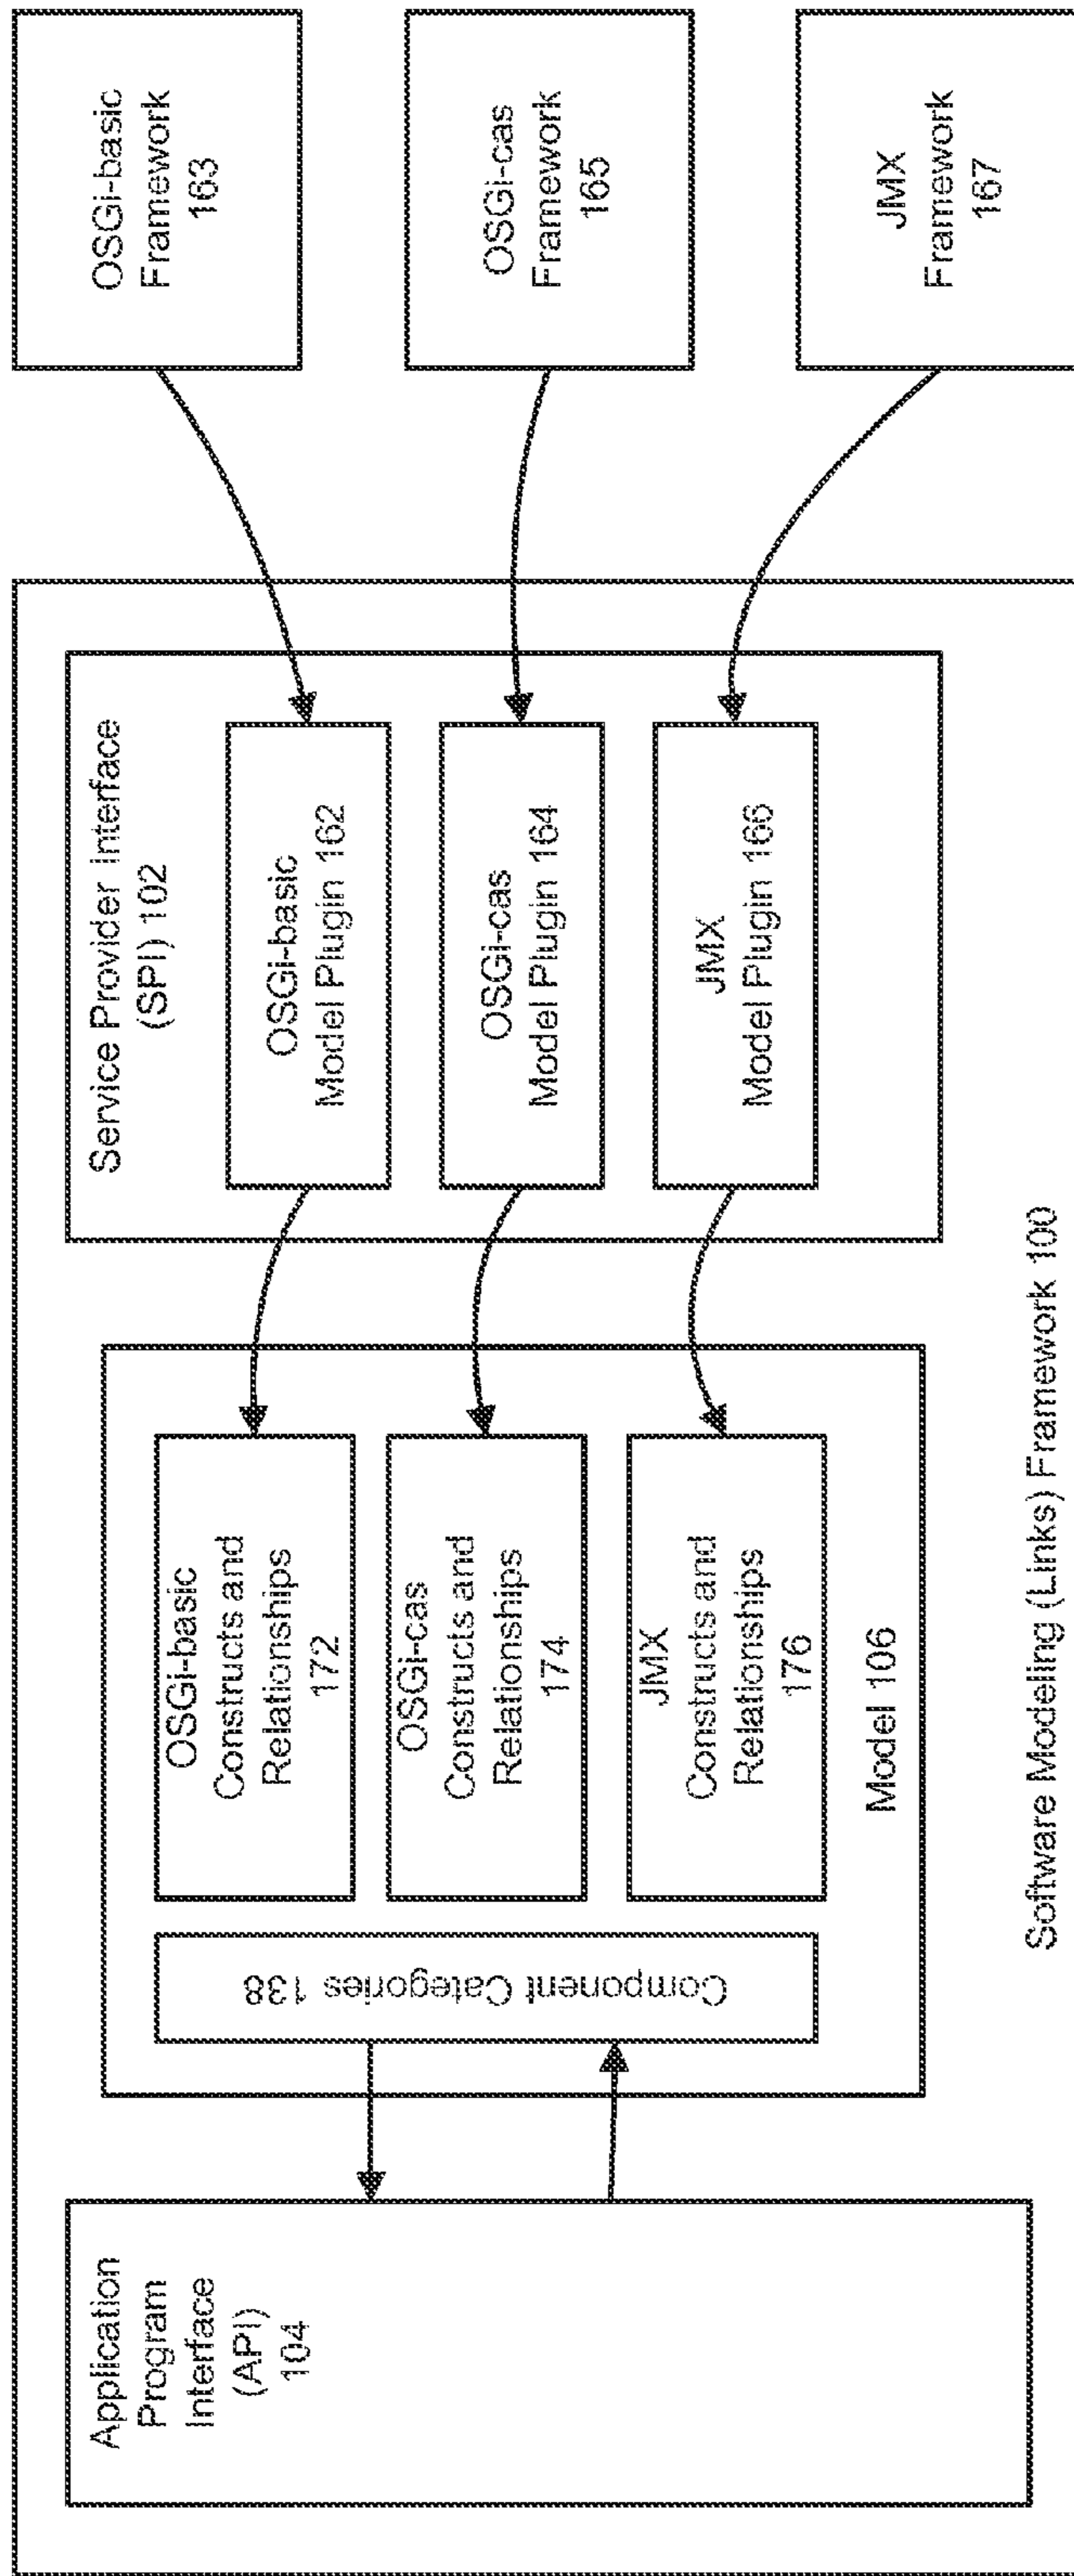 Application
Program
Interface
(API)
104
Component Categories 138
OSGi-basic
Constructs and
Relationships
172
OSGi-cas
Constructs and
Relationships
174
JMX
Constructs and
Relationships
176
Model 106
Service Provider Interface
(SPI) 102
OSGi-basic
Model Plugin 162
OSGi-cas
Model Plugin 164
JMX
Model Plugin 166
Software Modelling (Links) Framework 100
OSGi-basic
Framework
163
OSGi-cas
Framework
165
JMX
Framework
167